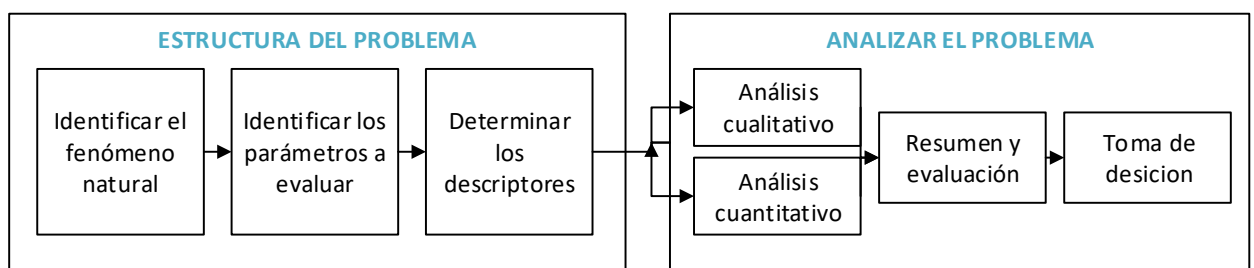 ESTRUCTURA DEL PROBLEMA
Identificar el
fenómeno
natural
Identificar los
parámetros a
evaluar
Determinar
los
descriptores
ANALIZAR EL PROBLEMA
Análisis
cualitativo
Análisis
cuantitativo
Resumen y
evaluación
Toma de
desicion